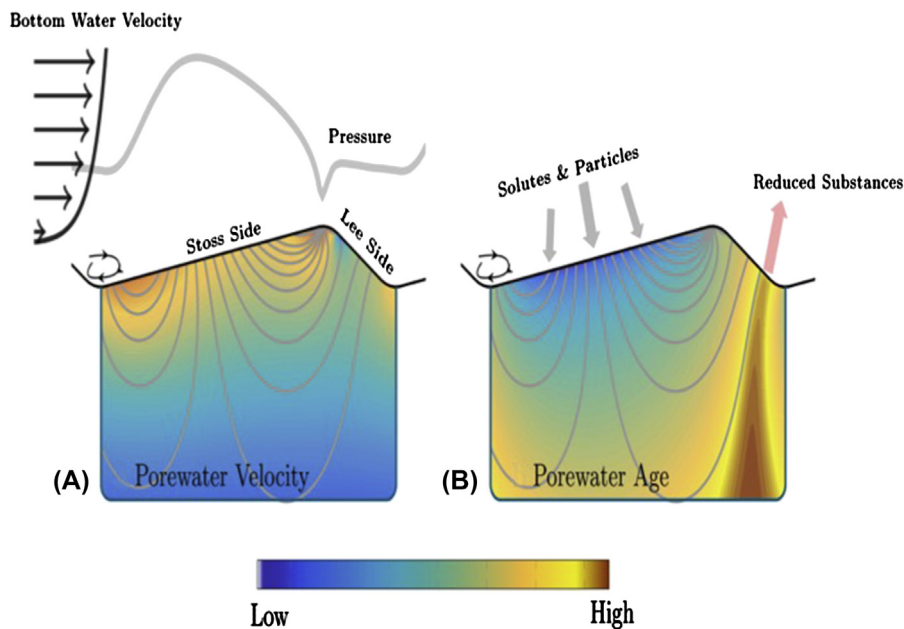 Bottom Water Velocity
Pressure
Stoss Side
Lee Side
Porewater Velocity
(A)
Solutes & Particles
Reduced Substances
Porewater Age
(B)
Low
High